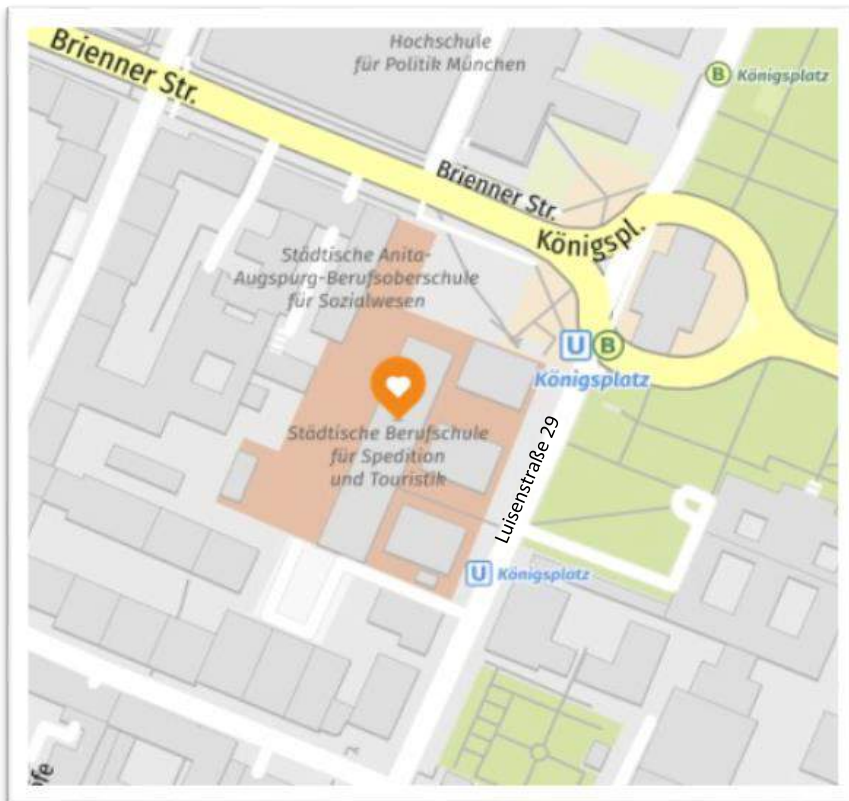 Brienner Str.
Hochschule
für Politik München
B Königsplatz
Brienner Str.
Königspl.
Städtische Anita-
Augspurg-Berufsoberschule
für Sozialwesen
U B
Königsplatz
Städtische Berufschule
für Spedition
und Touristik
Luisenstraße 29
U Königsplatz